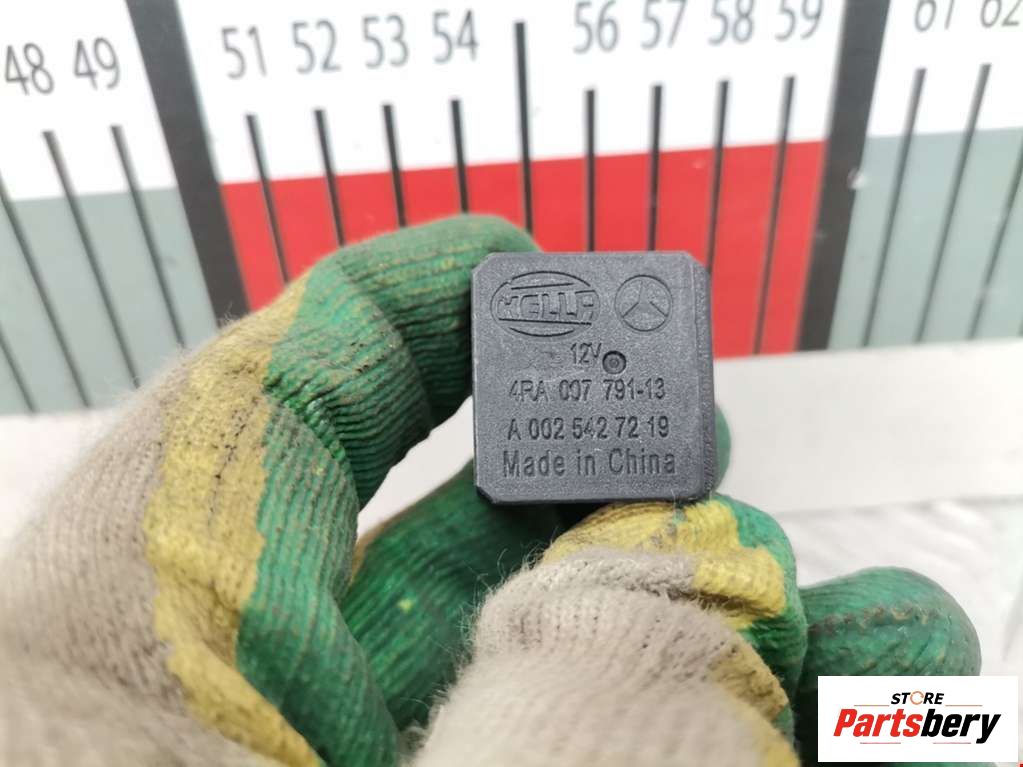 48 49 51 52 53 54 56 57 58 59 61 62
HELLA
12V
4RA 007 791-13
A 002 542 72 19
Made in China
STORE
Partsbery